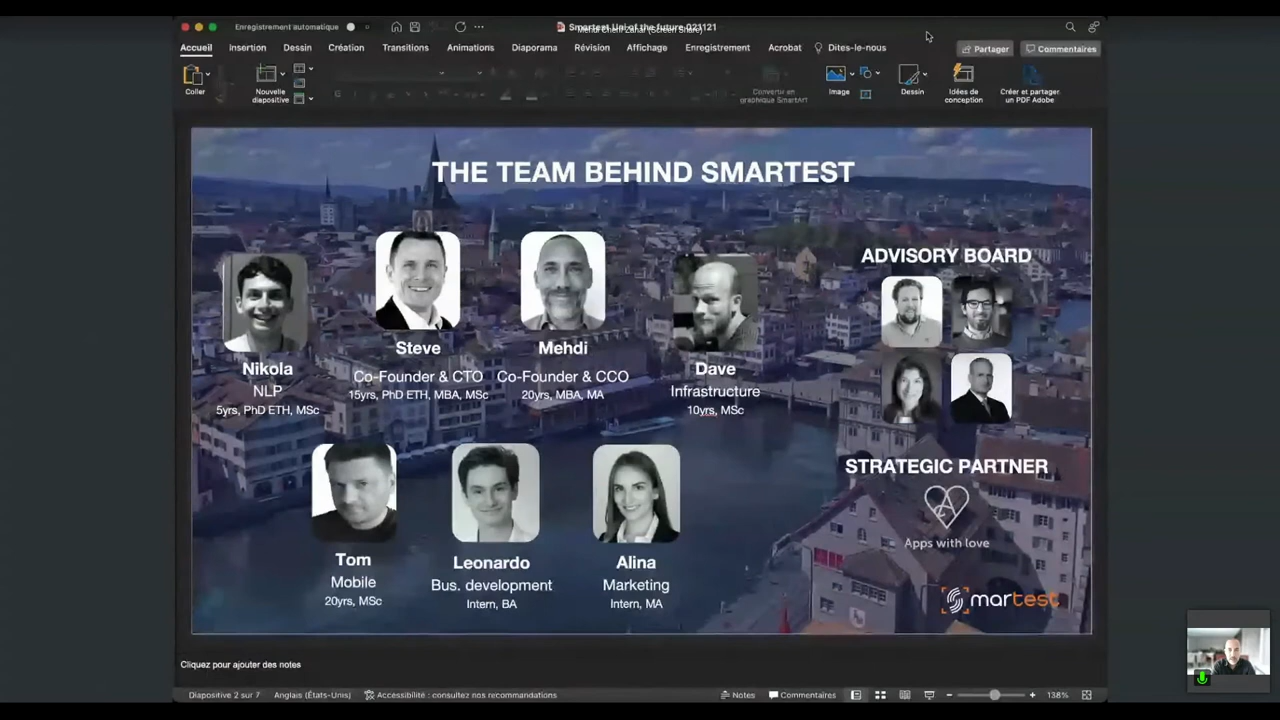 Enregistrement automatique
Smartest Uni of the future 021121
Accueil Insertion Dessin Création Transitions Animations Diaporama Révision Affichage Enregistrement Acrobat Dites-le-nous
Partager Commentaires
Coller
Nouvelle
diapositive
Convertir en
graphique SmartArt
Image
Dessin
Idées de
conception
Créer et partager
un PDF Adobe
THE TEAM BEHIND SMARTEST
Nikola
NLP
5yrs, PhD ETH, MSc
Steve
Co-Founder & CTO
15yrs, PhD ETH, MBA, MSc
Mehdi
Co-Founder & CCO
20yrs, MBA, MA
Dave
Infrastructure
10yrs, MSc
ADVISORY BOARD
Tom
Mobile
20yrs, MSc
Leonardo
Bus. development
Intern, BA
Alina
Marketing
Intern, MA
STRATEGIC PARTNER
Apps with love
Smartest
Cliquez pour ajouter des notes
Diapositive 2 sur 7 Anglais (États-Unis) Accessibilité : consultez nos recommandations Notes Commentaires 138%